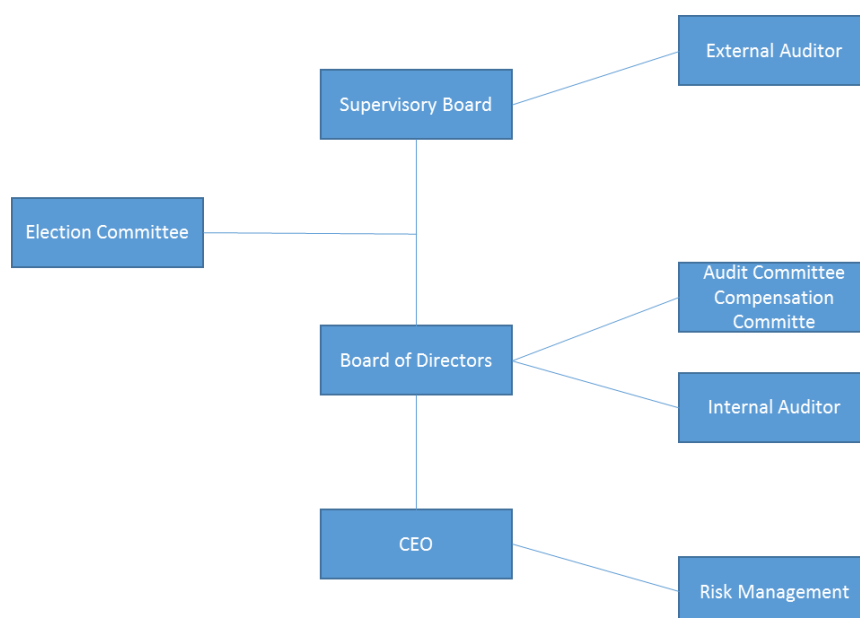 External Auditor
Supervisory Board
Election Committee
Audit Committee
Compensation
Committe
Board of Directors
Internal Auditor
CEO
Risk Management